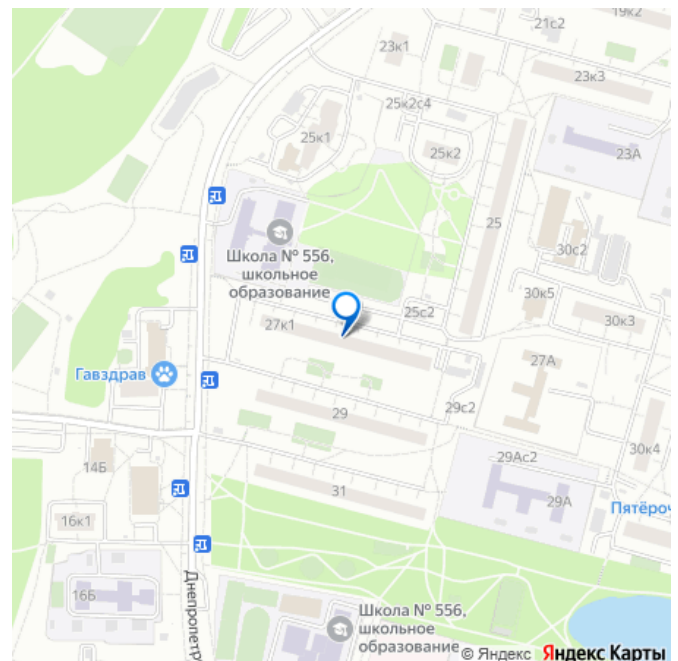 19к2
21с2
23к1
23к3
25к2с4
25к1
25к2
23А
25
30с2
Школа № 556,
школьное
образование
30к5
25с2
30к3
27к1
27А
Гавздрав
29
29с2
30к4
14Б
29Ас2
31
29А
Пятёроч
16к1
16Б
Днепропетр
Школа № 556,
школьное
образование
© Яндекс Яндекс Карты